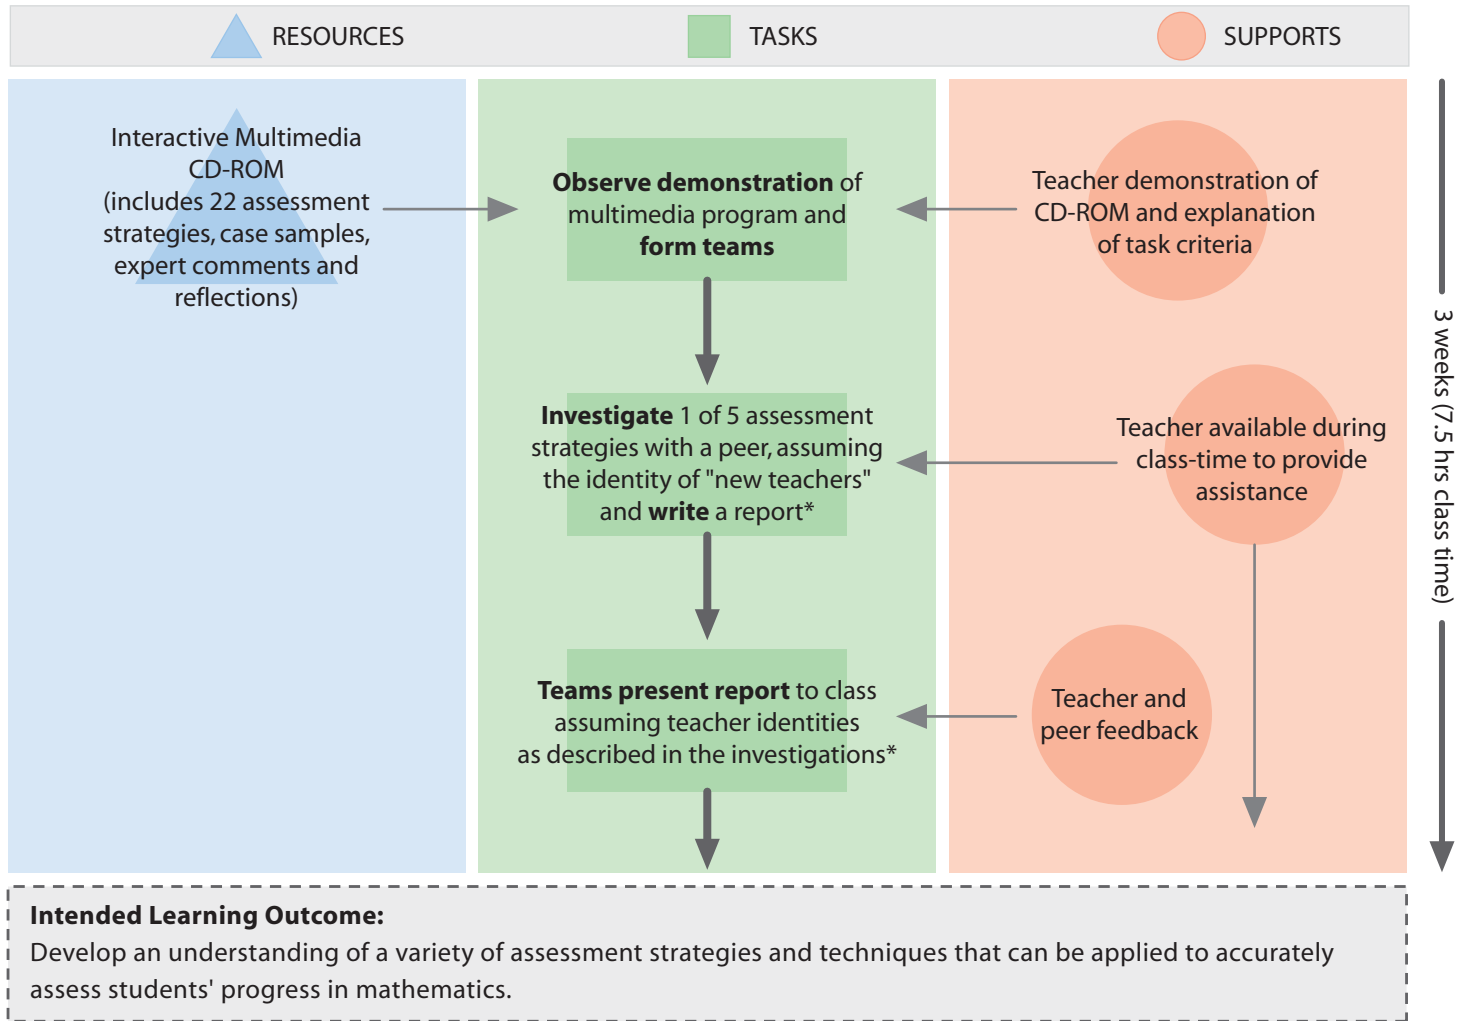 RESOURCES
TASKS
SUPPORTS
Interactive Multimedia
CD-ROM
(includes 22 assessment
strategies, case samples,
expert comments and
reflections)
Observe demonstration of
multimedia program and
form teams
Teacher demonstration of
CD-ROM and explanation
of task criteria
Investigate 1 of 5 assessment
strategies with a peer, assuming
the identity of "new teachers"
and write a report*
Teacher available during
class-time to provide
assistance
Teams present report to class
assuming teacher identities
as described in the investigations*
Teacher and
peer feedback
3 weeks (7.5 hrs class time)
Intended Learning Outcome:
Develop an understanding of a variety of assessment strategies and techniques that can be applied to accurately
assess students' progress in mathematics.